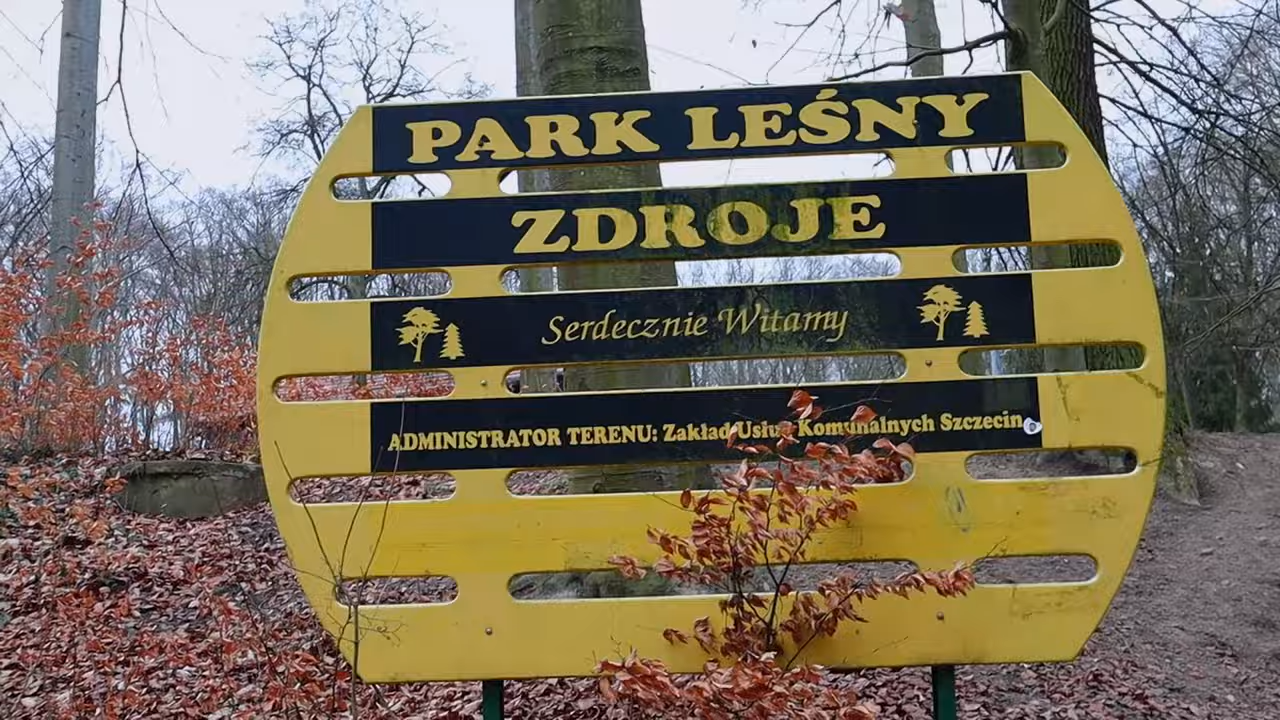 PARK LEŚNY
ZDROJE
Serdecznie Witamy
ADMINISTRATOR TERENU: Zakład Usług Komunalnych Szczecin